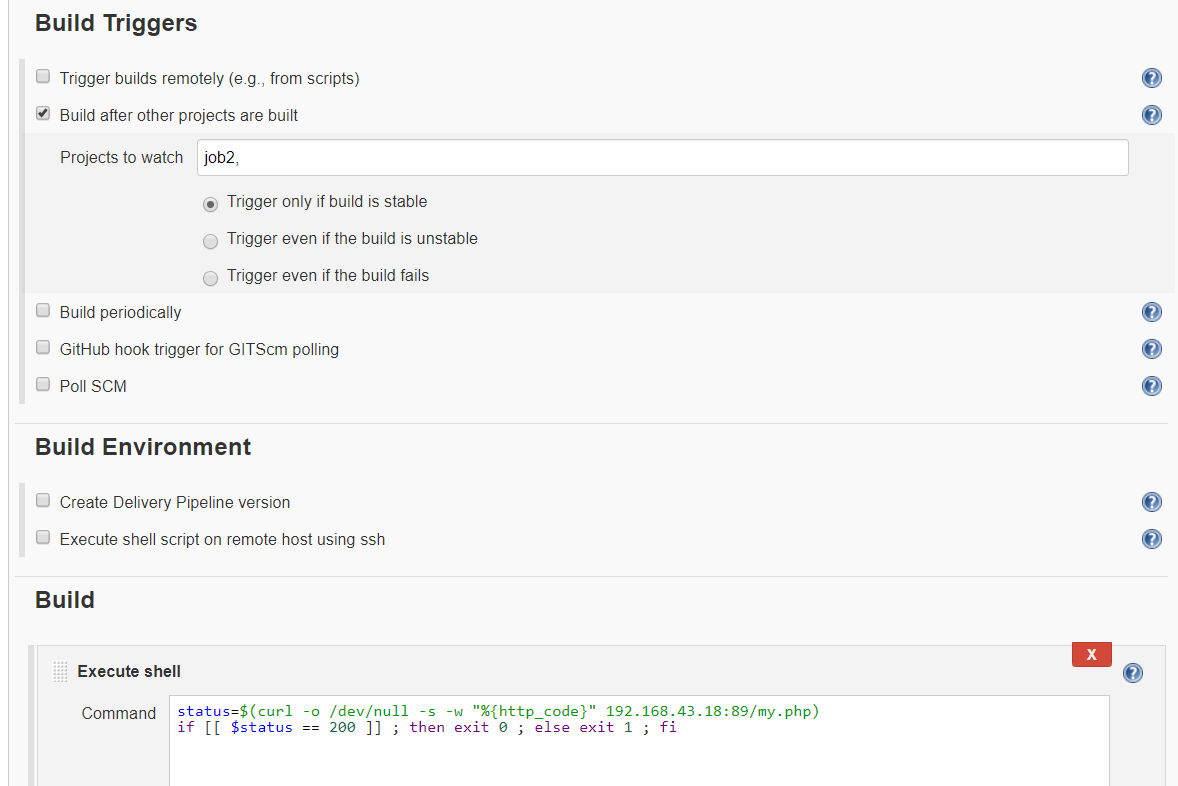 Build Triggers
Trigger builds remotely (e.g., from scripts)
?
Build after other projects are built
?
Projects to watch job2,
Trigger only if build is stable
Trigger even if the build is unstable
Trigger even if the build fails
Build periodically
?
GitHub hook trigger for GITScm polling
?
Poll SCM
?
Build Environment
Create Delivery Pipeline version
?
Execute shell script on remote host using ssh
?
Build
X
Execute shell
?
Command
status=$(curl -o /dev/null -s -w "%{http_code}" 192.168.43.18:89/my.php)
if [[ $status == 200 ]] ; then exit 0 ; else exit 1 ; fi